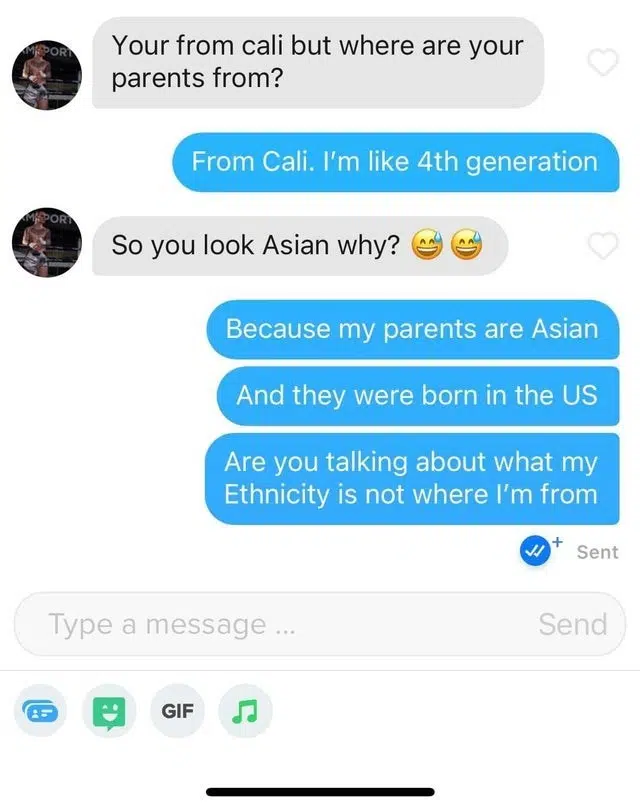 Your from cali but where are your
parents from?
From Cali. I'm like 4th generation
So you look Asian why? 😅😅
Because my parents are Asian
And they were born in the US
Are you talking about what my
Ethnicity is not where I'm from
Sent
Type a message ...
Send
GIF